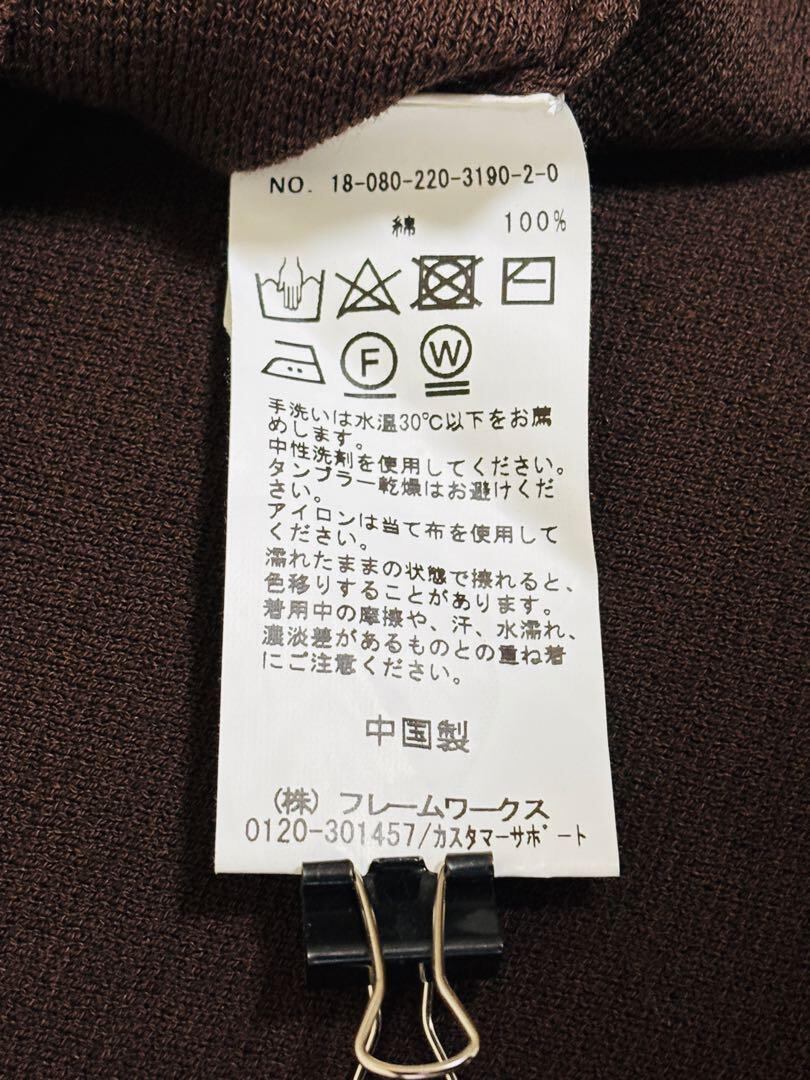 NO. 18-080-220-3190-2-0
綿 100%
F W
手洗いは水温30℃以下をお薦
めします。
中性洗剤を使用してください。
タンブラー乾燥はお避けくだ
さい。
アイロンは当て布を使用して
ください。
濡れたままの状態で擦れると、
色移りすることがあります。
着用中の摩擦や、汗、水濡れ、
濃淡差があるものとの重ね着
にご注意ください。
中国製
(株) フレームワークス
0120-301457/カスタマーサポート